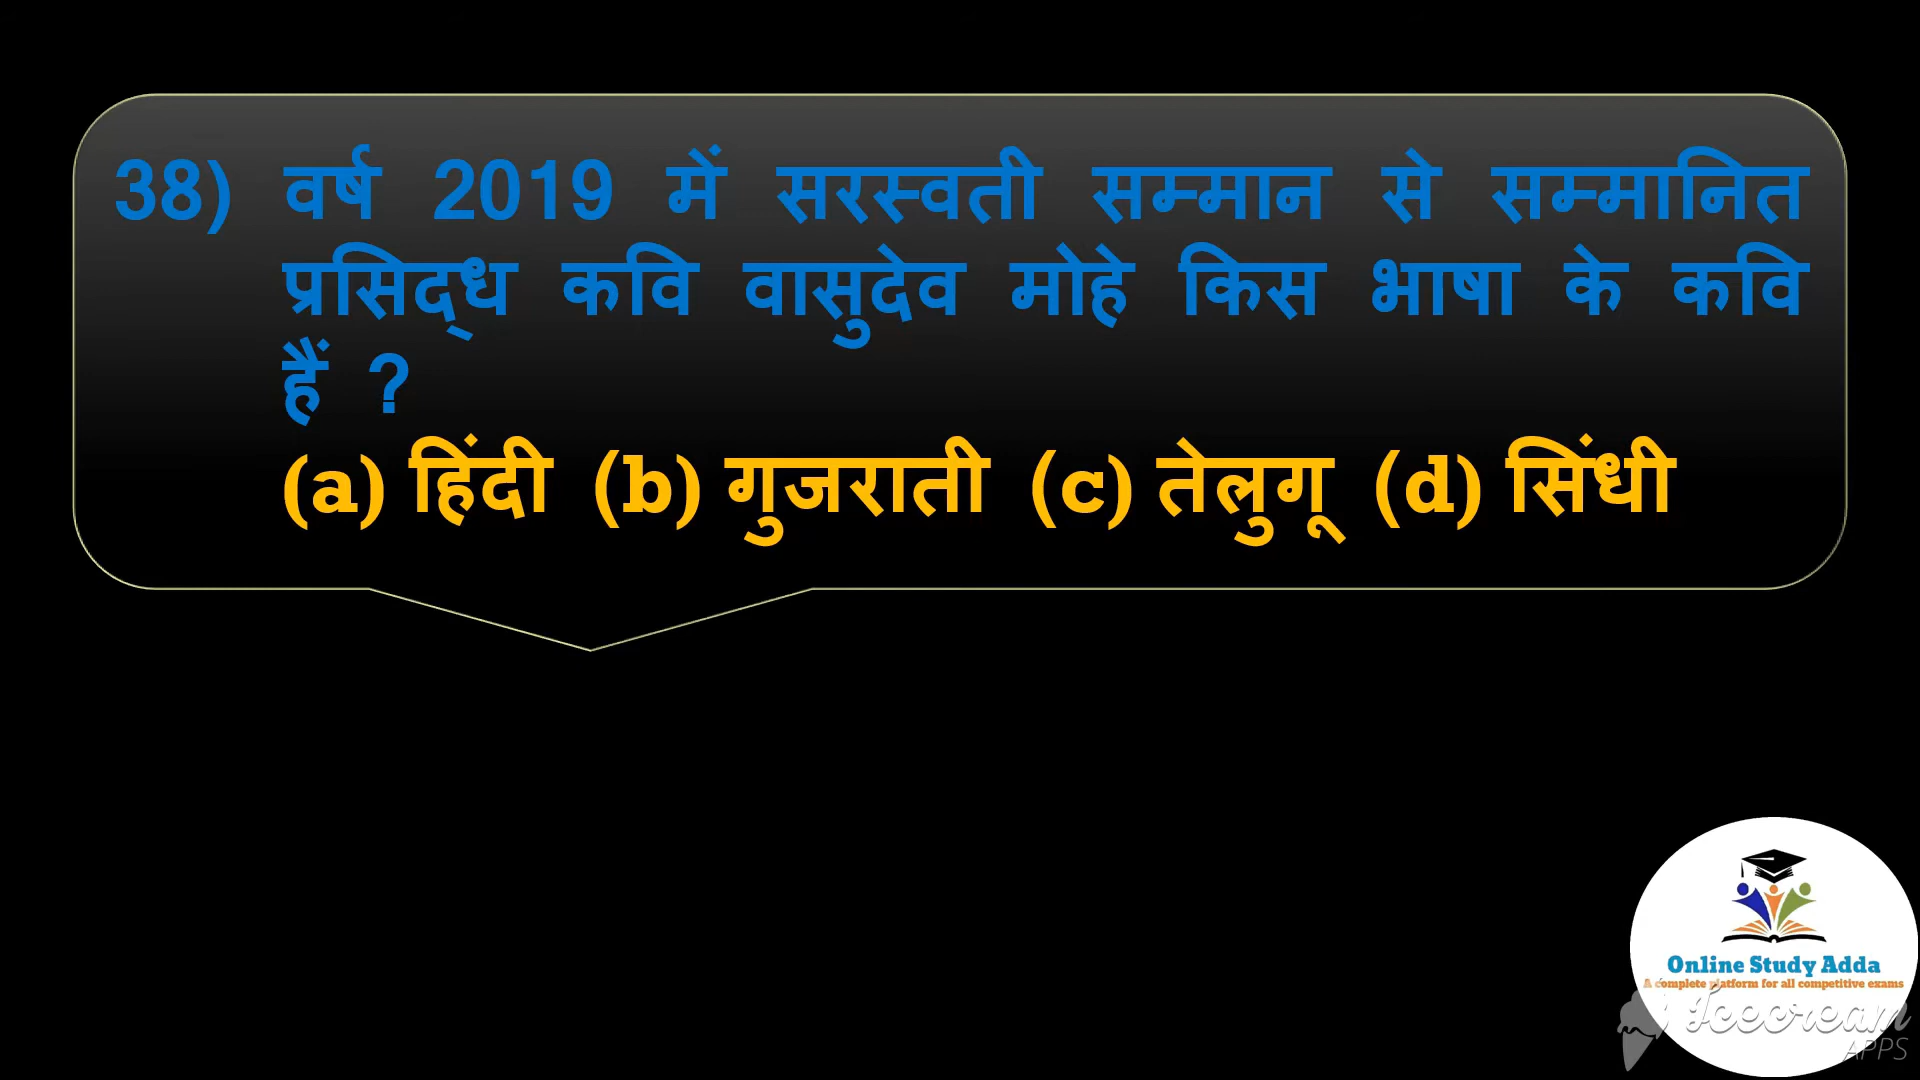 38) वर्ष 2019 में सरस्वती सम्मान से सम्मानित
प्रसिद्ध कवि वासुदेव मोहे किस भाषा के कवि
हैं ?
(a) हिंदी (b) गुजराती (c) तेलुगू (d) सिंधी
Online Study Adda
A complete platform for all competitive exams
Icecream
APPS